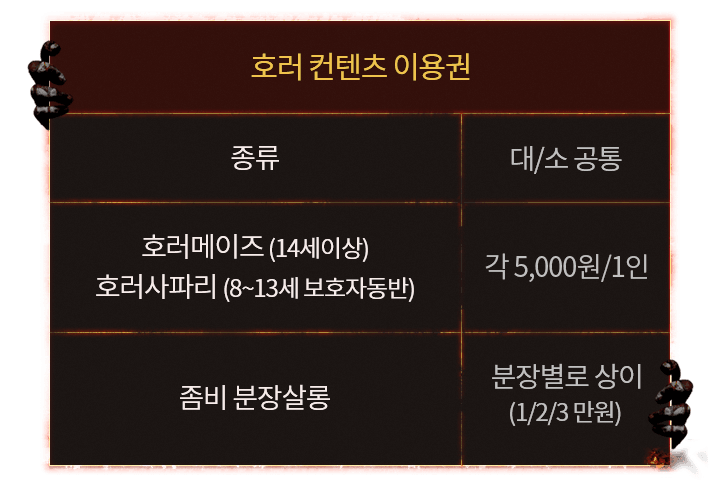 호러 컨텐츠 이용권
종류
대/소 공통
호러메이즈 (14세이상)
호러사파리 (8~13세 보호자동반)
각 5,000원/1인
좀비 분장살롱
분장별로 상이
(1/2/3 만원)